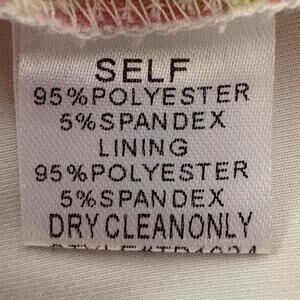 SELF
95%POLYESTER
5%SPANDEX
LINING
95%POLYESTER
5%SPANDEX
DRY CLEANONLY